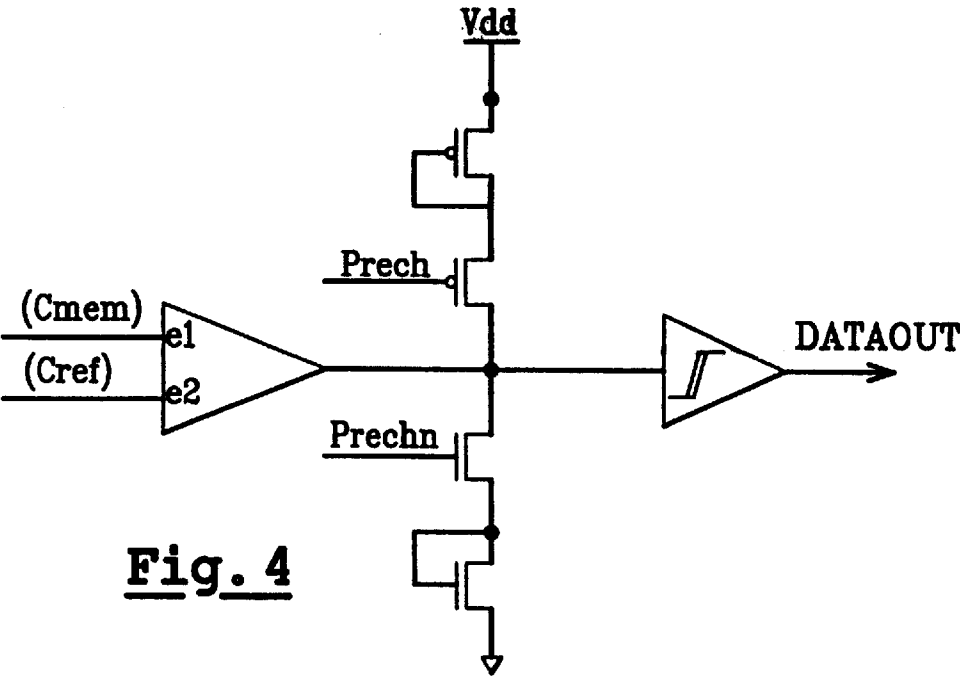 Vdd
Prech
(Cmem)
e1
DATAOUT
(Cref)
e2
Prechn
Fig. 4